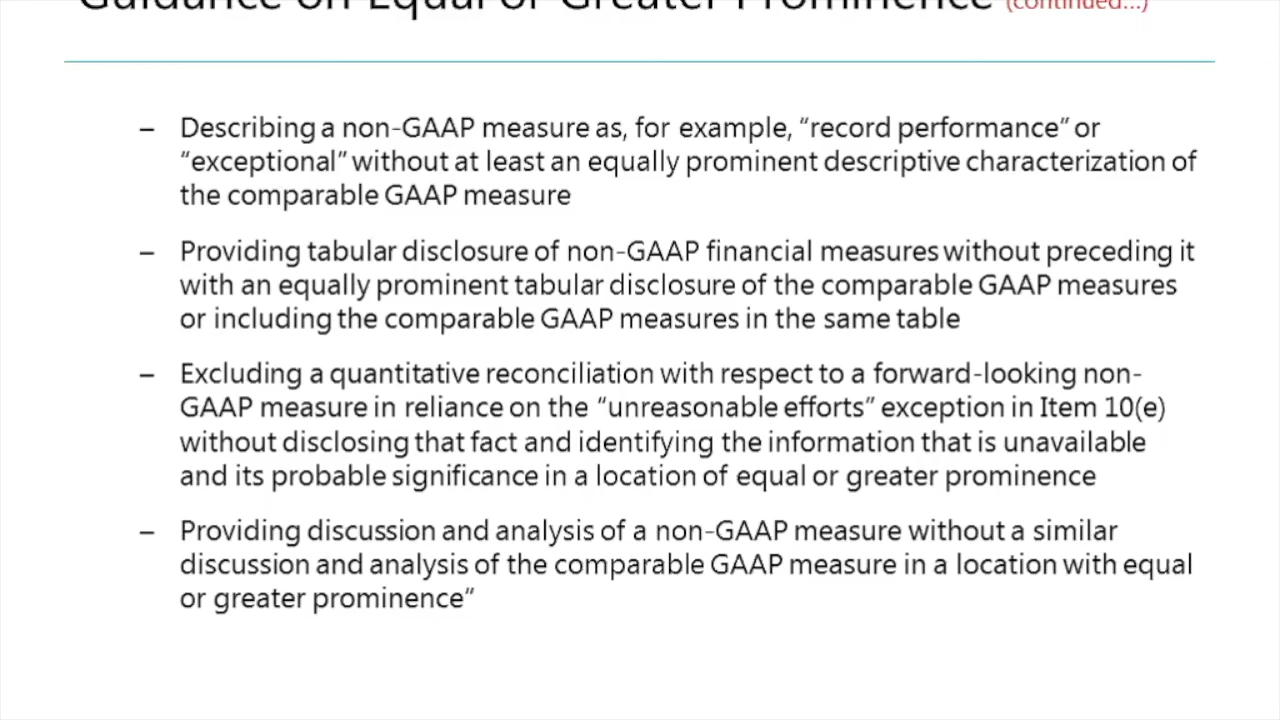 Guidance on Equal or Greater Prominence (continued...)
– Describing a non-GAAP measure as, for example, “record performance” or
“exceptional” without at least an equally prominent descriptive characterization of
the comparable GAAP measure
– Providing tabular disclosure of non-GAAP financial measures without preceding it
with an equally prominent tabular disclosure of the comparable GAAP measures
or including the comparable GAAP measures in the same table
– Excluding a quantitative reconciliation with respect to a forward-looking non-
GAAP measure in reliance on the “unreasonable efforts” exception in Item 10(e)
without disclosing that fact and identifying the information that is unavailable
and its probable significance in a location of equal or greater prominence
– Providing discussion and analysis of a non-GAAP measure without a similar
discussion and analysis of the comparable GAAP measure in a location with equal
or greater prominence”